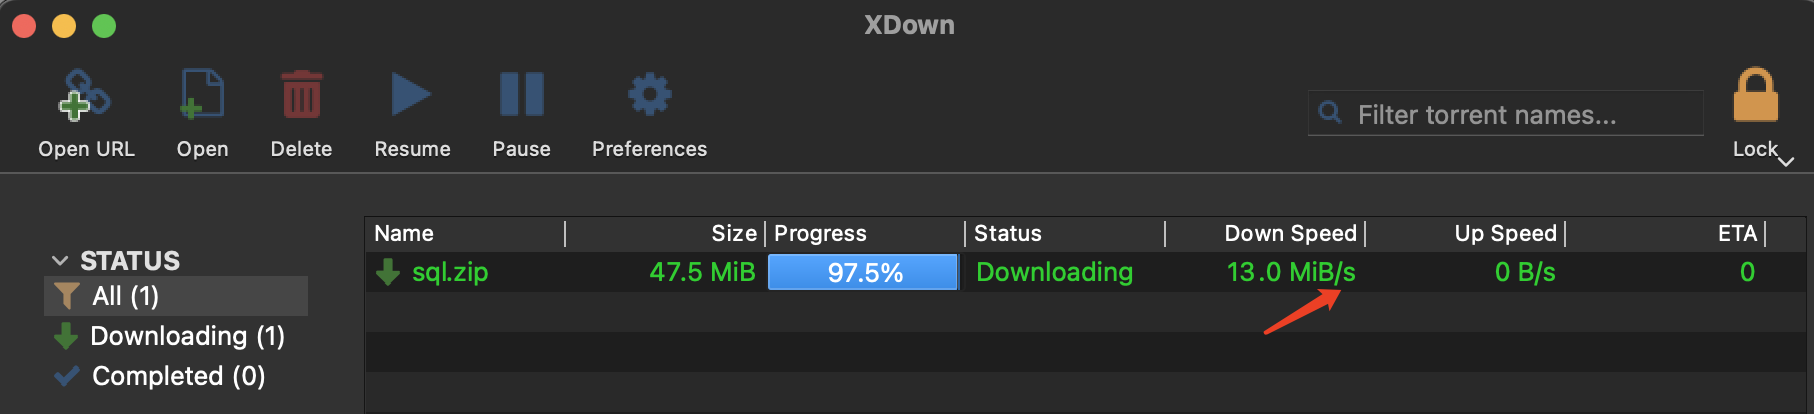 XDown
Open URL Open Delete Resume Pause Preferences Filter torrent names... Lock
STATUS
All (1)
Downloading (1)
Completed (0)
Name Size Progress Status Down Speed Up Speed ETA
sql.zip 47.5 MiB 97.5% Downloading 13.0 MiB/s 0 B/s 0